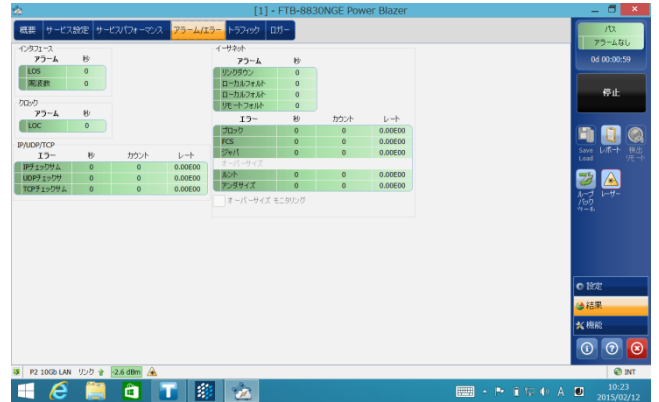 [1] - FTB-8830NGE Power Blazer
概要 サービス設定 サービスパフォーマンス アラーム/エラー トラフィック ロガー
パス
アラームなし
0d 00:00:59
停止
インタフェース
アラーム 秒
LOS 0
周波数 0
クロック
アラーム 秒
LOC 0
IP/UDP/TCP
エラー 秒 カウント レート
IPチェックサム 0 0 0.00E00
UDPチェックサ 0 0 0.00E00
TCPチェックサム 0 0 0.00E00
イーサネット
アラーム 秒
リンクダウン 0
ローカルフォルト 0
ローカルフォルト 0
リモートフォルト 0
エラー 秒 カウント レート
ブロック 0 0 0.00E00
FCS 0 0 0.00E00
ジャバ 0 0 0.00E00
オーバーサイズ
ルント 0 0 0.00E00
アンダサイズ 0 0 0.00E00
オーバーサイズ モニタリング
Save Load
レポート
検出 リモート
ループ バック ツール
レーザー
設定
結果
機能
P2 10Gb LAN リンク -2.6 dBm
INT
A
10:23
2015/02/12